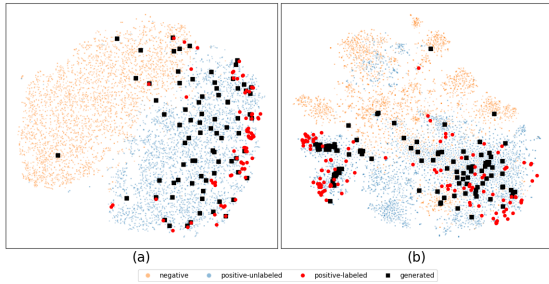 (a)
(b)
negative
positive-unlabeled
positive-labeled
generated